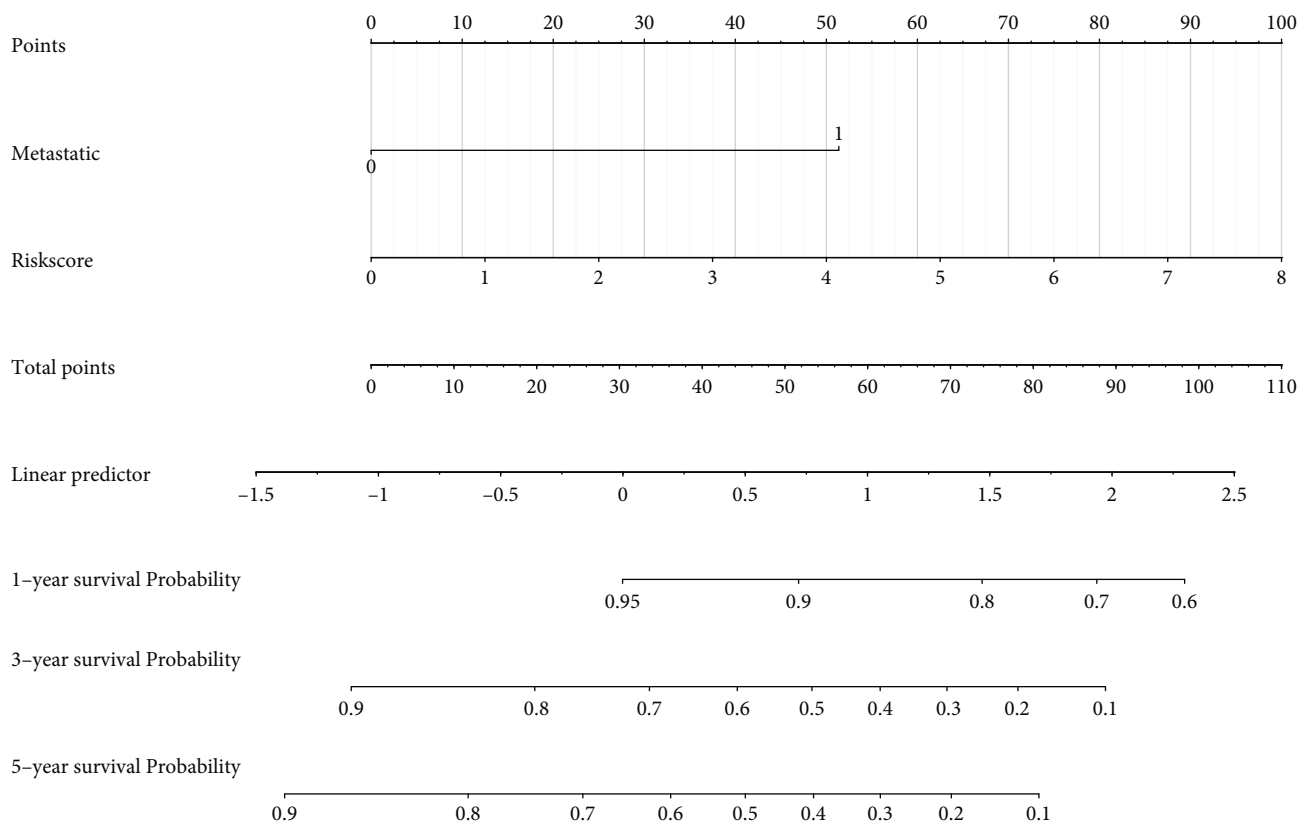 Points 0 10 20 30 40 50 60 70 80 90 100
Metastatic 0 1
Riskscore 0 1 2 3 4 5 6 7 8
Total points 0 10 20 30 40 50 60 70 80 90 100 110
Linear predictor –1.5 –1 –0.5 0 0.5 1 1.5 2 2.5
1–year survival Probability 0.95 0.9 0.8 0.7 0.6
3–year survival Probability 0.9 0.8 0.7 0.6 0.5 0.4 0.3 0.2 0.1
5–year survival Probability 0.9 0.8 0.7 0.6 0.5 0.4 0.3 0.2 0.1